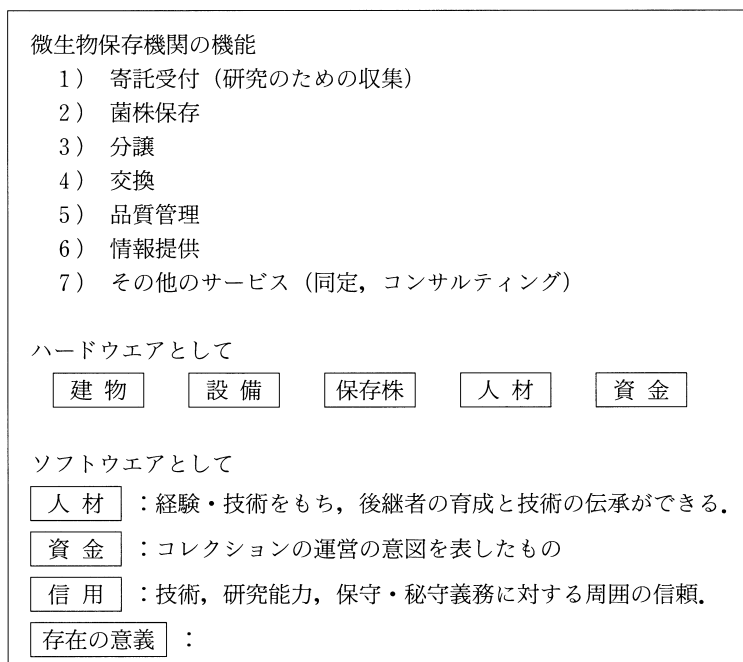 微生物保存機関の機能
1） 寄託受付（研究のための収集）
2） 菌株保存
3） 分譲
4） 交換
5） 品質管理
6） 情報提供
7） その他のサービス（同定，コンサルティング）
ハードウエアとして
建物 設備 保存株 人材 資金
ソフトウエアとして
人材：経験・技術をもち，後継者の育成と技術の伝承ができる．
資金：コレクションの運営の意図を表したもの
信用：技術，研究能力，保守・秘守義務に対する周囲の信頼．
存在の意義：